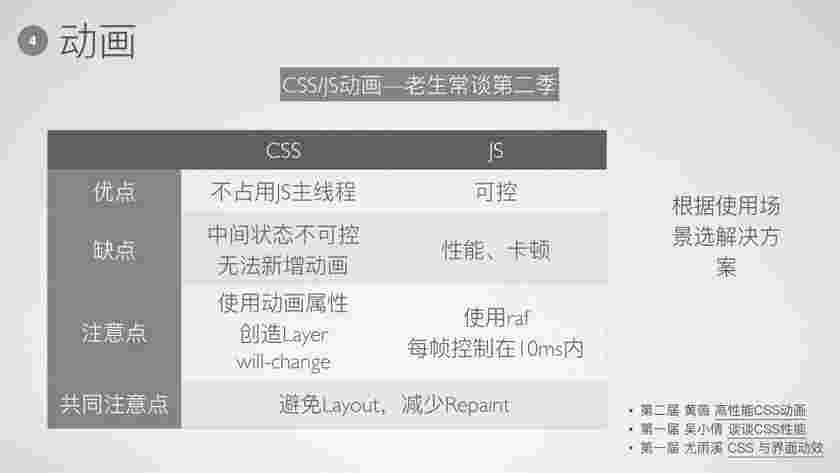 4 动画
CSS/JS动画—老生常谈第二季
CSS JS
优点 不占用JS主线程 可控
缺点 中间状态不可控
无法新增动画 性能、卡顿
注意点 使用动画属性
创造Layer
will-change 使用raf
每帧控制在10ms内
共同注意点 避免Layout，减少Repaint
根据使用场
景选解决方
案
• 第二届 黄薇 高性能CSS动画
• 第一届 吴小倩 谈谈CSS性能
• 第一届 尤雨溪 CSS 与界面动效